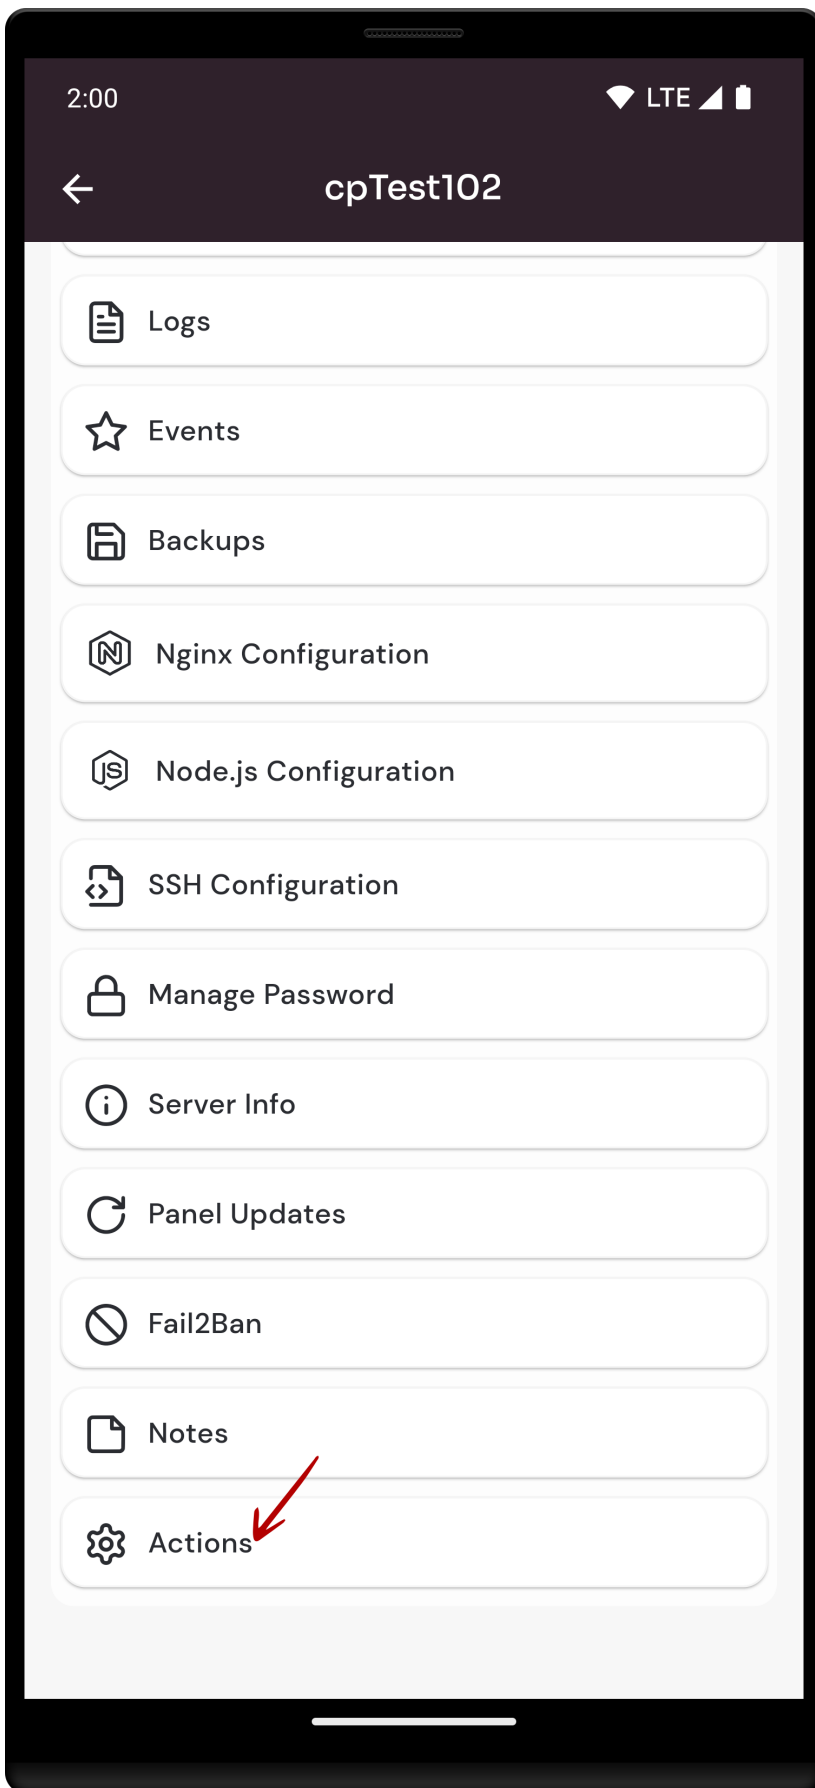 2:00
LTE
cpTest102
Logs
Events
Backups
Nginx Configuration
Node.js Configuration
SSH Configuration
Manage Password
Server Info
Panel Updates
Fail2Ban
Notes
Actions